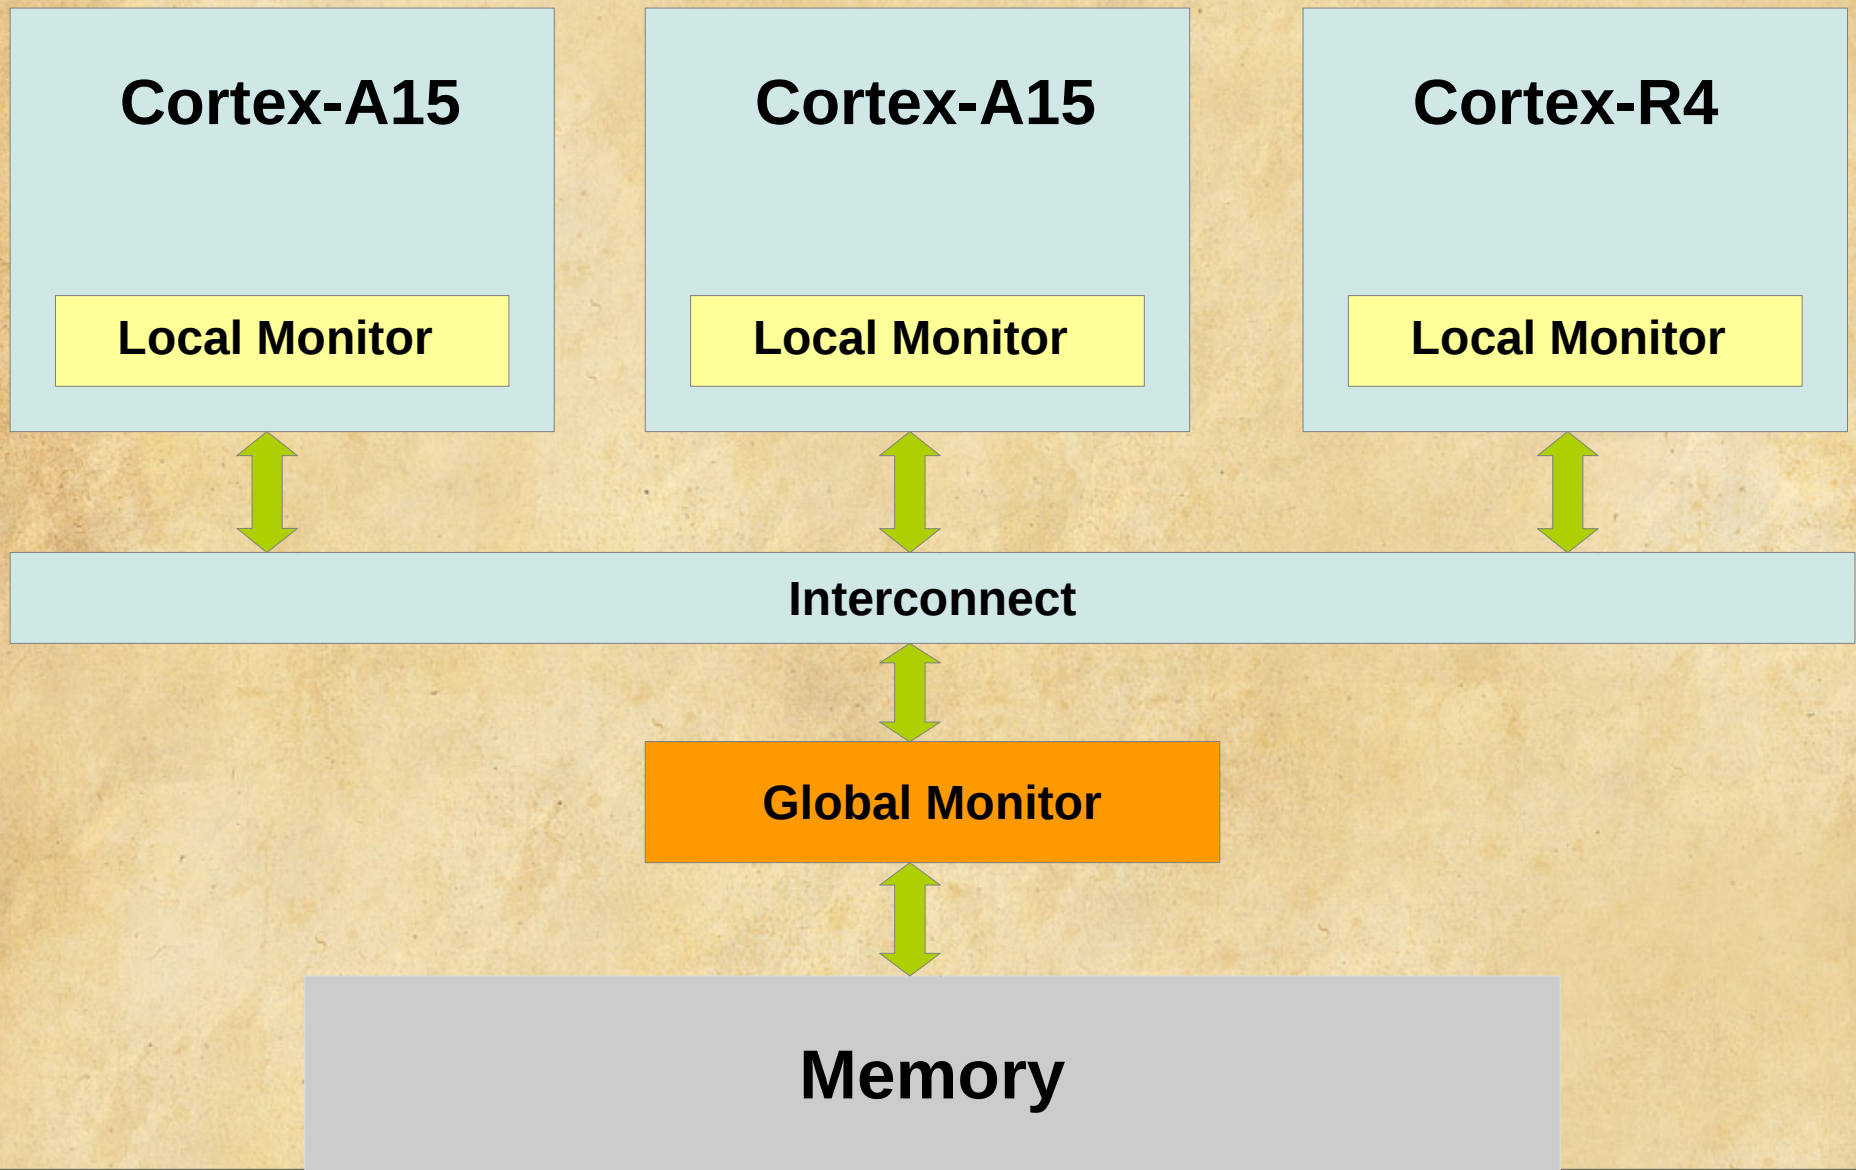 Cortex-A15
Cortex-A15
Cortex-R4
Local Monitor
Local Monitor
Local Monitor
Interconnect
Global Monitor
Memory